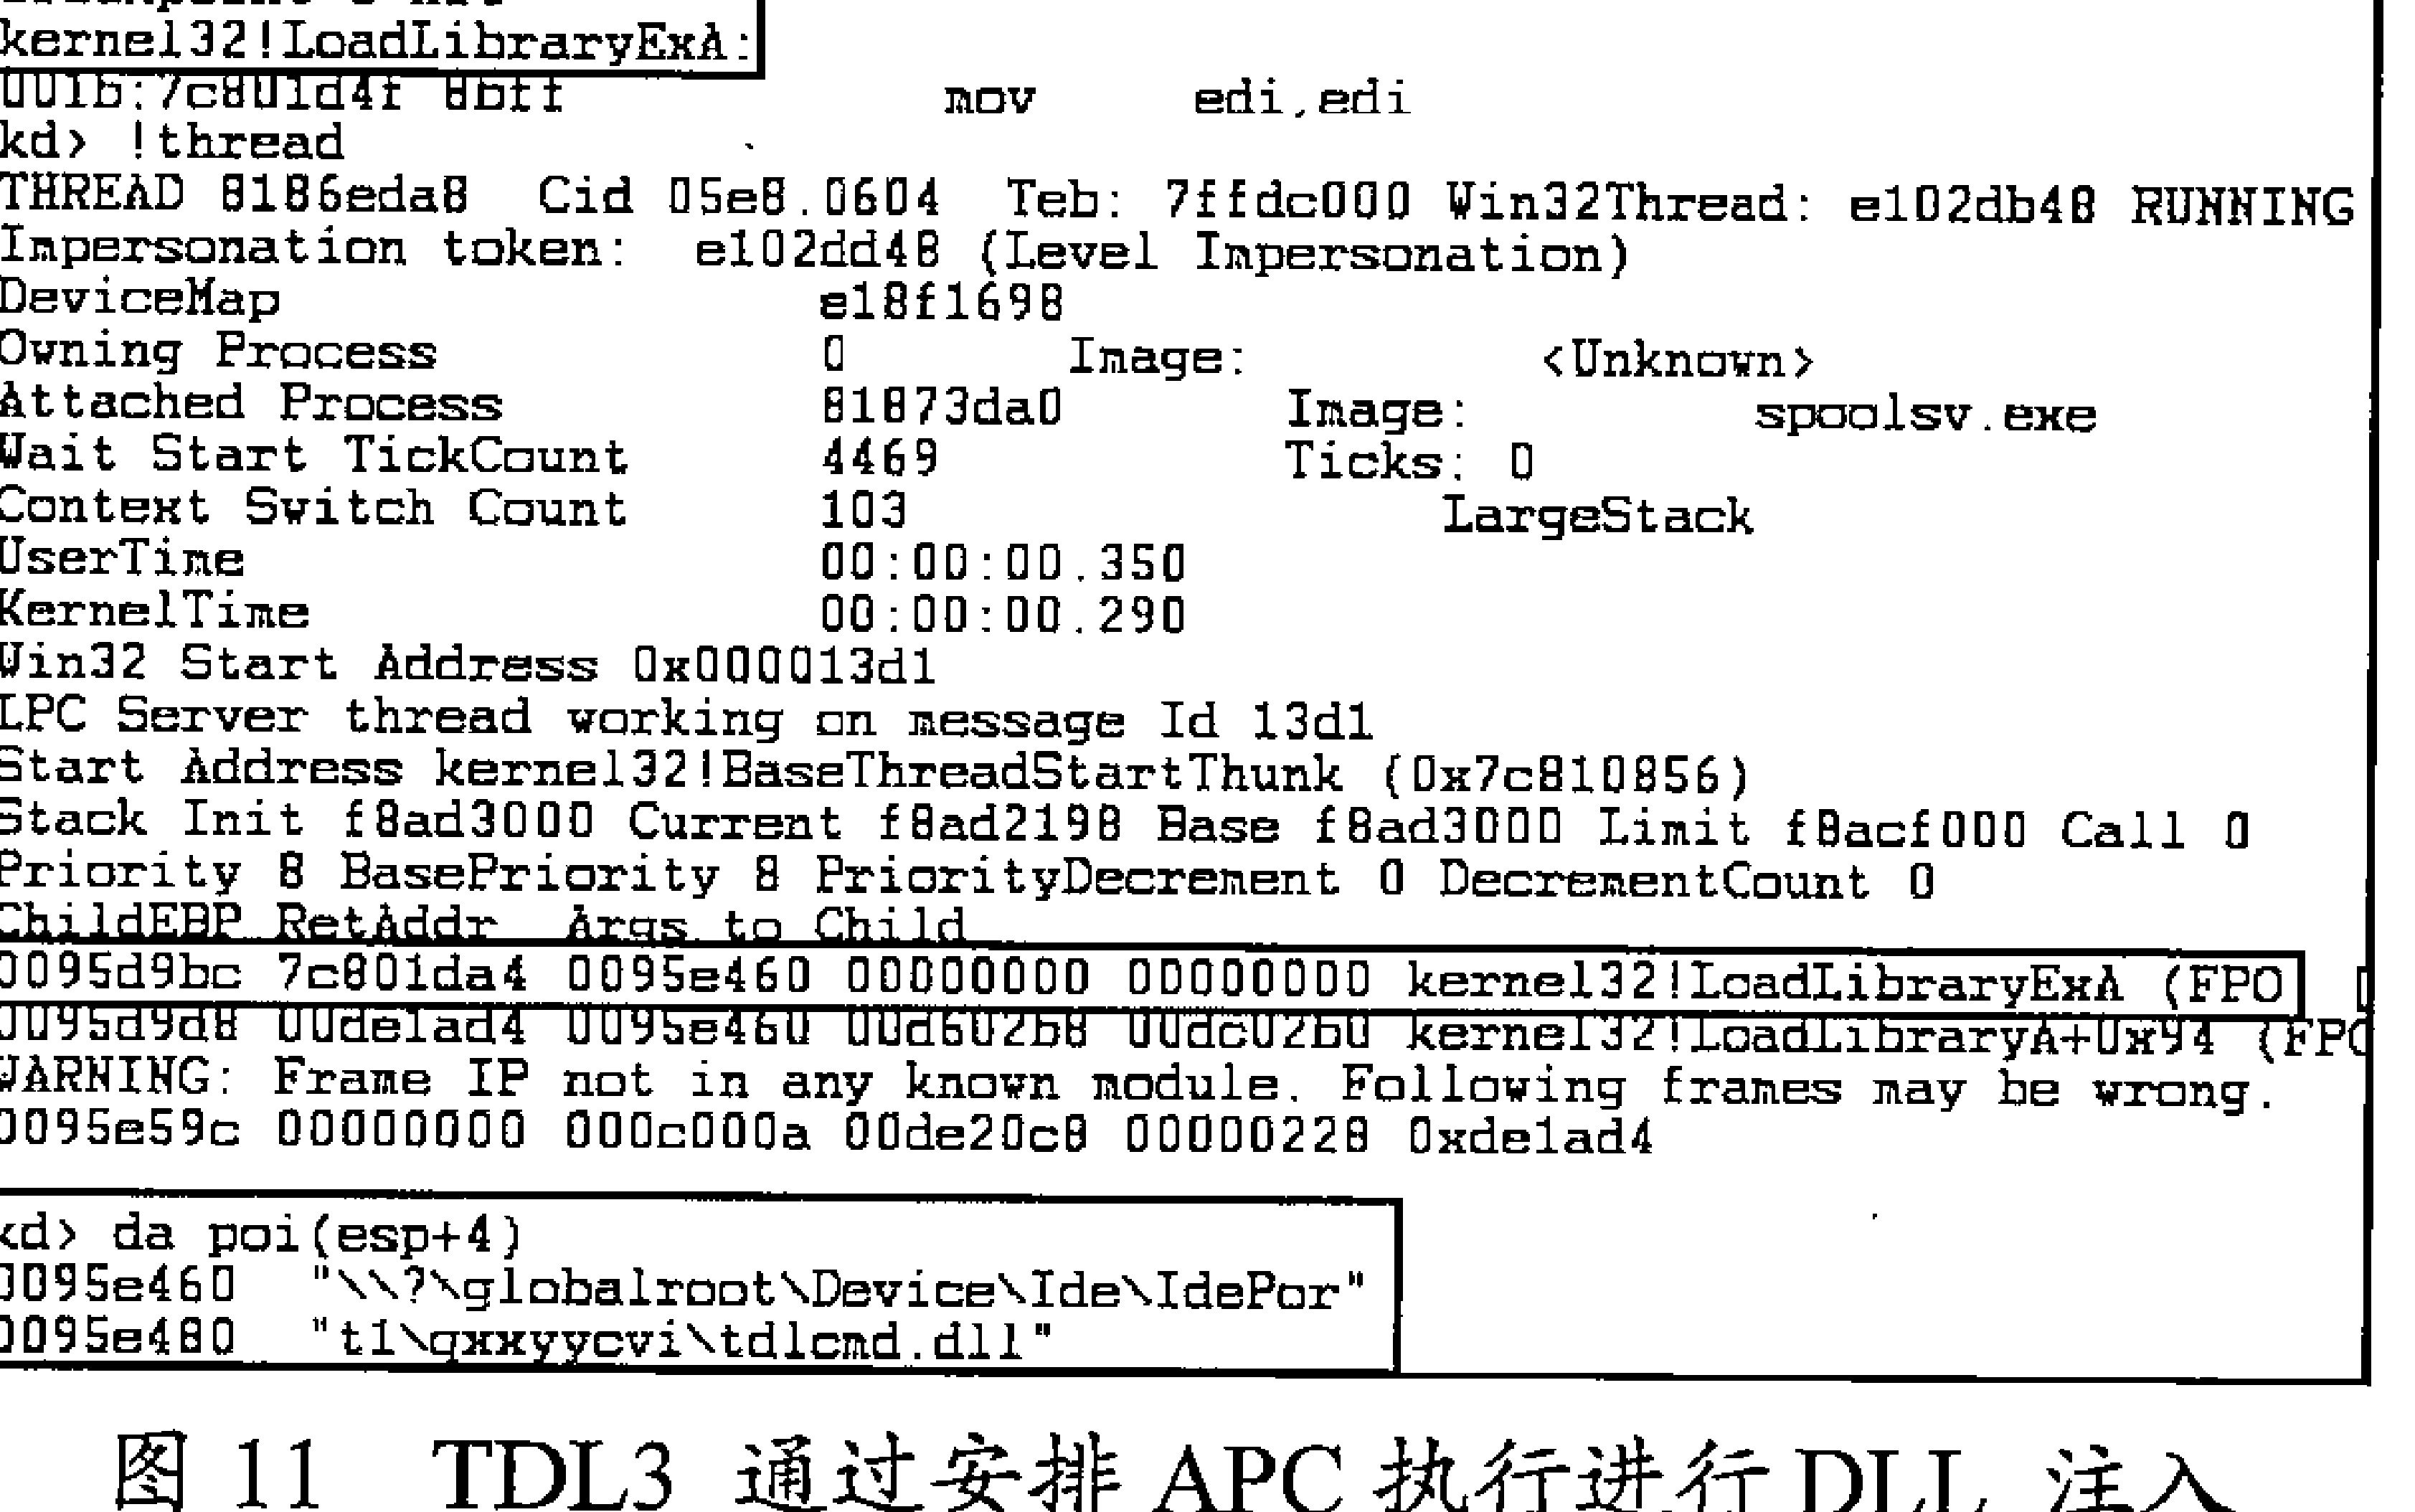 kernel32!LoadLibraryExA:
001b:7c801d4f 8bff mov edi,edi
kd> !thread
THREAD 8186eda8 Cid 05e8.0604 Teb: 7ffdc000 Win32Thread: e102db48 RUNNING
Impersonation token: e102dd48 (Level Impersonation)
DeviceMap e18f1698
Owning Process 0 Image: <Unknown>
Attached Process 81873da0 Image: spoolsv.exe
Wait Start TickCount 4469 Ticks: 0
Context Switch Count 103 LargeStack
UserTime 00:00:00.350
KernelTime 00:00:00.290
Win32 Start Address 0x000013d1
LPC Server thread working on message Id 13d1
Start Address kernel32!BaseThreadStartThunk (0x7c810856)
Stack Init f8ad3000 Current f8ad2198 Base f8ad3000 Limit f8acf000 Call 0
Priority 8 BasePriority 8 PriorityDecrement 0 DecrementCount 0
ChildEBP RetAddr Args to Child
0095d9bc 7c801da4 0095e460 00000000 00000000 kernel32!LoadLibraryExA (FPO
0095d9d8 00de1ad4 0095e460 00d602b8 00dc02b0 kernel32!LoadLibraryA+0x94 (FPO
WARNING: Frame IP not in any known module. Following frames may be wrong.
0095e59c 00000000 000c000a 00de20c8 00000228 0xde1ad4
kd> da poi(esp+4)
0095e460 "\\?\globalroot\Device\Ide\IdePor"
0095e480 "t1\qxxyycvi\tdlcmd.dll"
图 11 TDL3 通过安排 APC 执行进行 DLL 注入